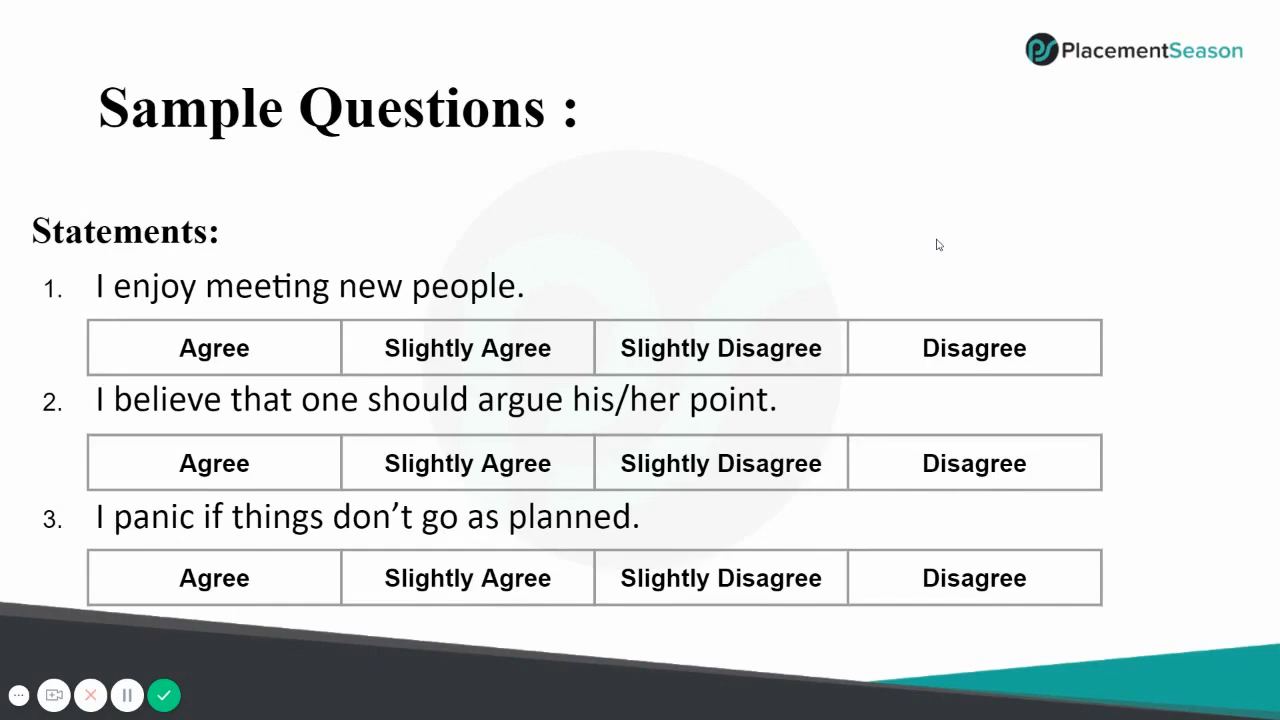 PlacementSeason
Sample Questions :
Statements:
1. I enjoy meeting new people.
Agree Slightly Agree Slightly Disagree Disagree
2. I believe that one should argue his/her point.
Agree Slightly Agree Slightly Disagree Disagree
3. I panic if things don’t go as planned.
Agree Slightly Agree Slightly Disagree Disagree